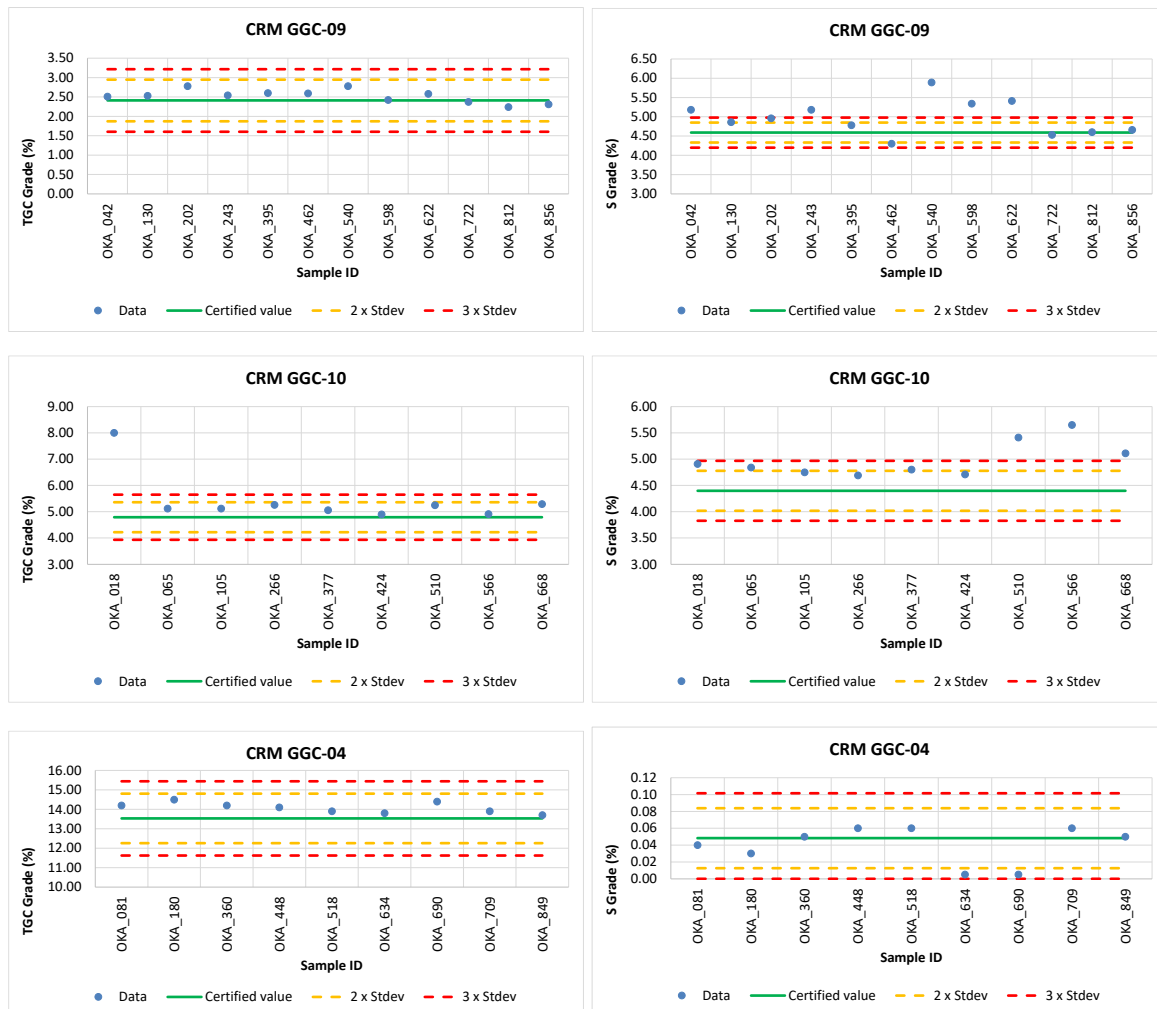 CRM GGC-09
TGC Grade (%)
3.50
3.00
2.50
2.00
1.50
1.00
0.50
0.00
OKA_042
OKA_130
OKA_202
OKA_243
OKA_395
OKA_462
OKA_540
OKA_598
OKA_622
OKA_722
OKA_812
OKA_856
Sample ID
Data Certified value 2 x Stdev 3 x Stdev
CRM GGC-09
S Grade (%)
6.50
6.00
5.50
5.00
4.50
4.00
3.50
3.00
OKA_042
OKA_130
OKA_202
OKA_243
OKA_395
OKA_462
OKA_540
OKA_598
OKA_622
OKA_722
OKA_812
OKA_856
Sample ID
Data Certified value 2 x Stdev 3 x Stdev
CRM GGC-10
TGC Grade (%)
9.00
8.00
7.00
6.00
5.00
4.00
3.00
OKA_018
OKA_065
OKA_105
OKA_266
OKA_377
OKA_424
OKA_510
OKA_566
OKA_668
Sample ID
Data Certified value 2 x Stdev 3 x Stdev
CRM GGC-10
S Grade (%)
6.00
5.50
5.00
4.50
4.00
3.50
3.00
OKA_018
OKA_065
OKA_105
OKA_266
OKA_377
OKA_424
OKA_510
OKA_566
OKA_668
Sample ID
Data Certified value 2 x Stdev 3 x Stdev
CRM GGC-04
TGC Grade (%)
16.00
15.00
14.00
13.00
12.00
11.00
10.00
OKA_081
OKA_180
OKA_360
OKA_448
OKA_518
OKA_634
OKA_690
OKA_709
OKA_849
Sample ID
Data Certified value 2 x Stdev 3 x Stdev
CRM GGC-04
S Grade (%)
0.12
0.10
0.08
0.06
0.04
0.02
0.00
OKA_081
OKA_180
OKA_360
OKA_448
OKA_518
OKA_634
OKA_690
OKA_709
OKA_849
Sample ID
Data Certified value 2 x Stdev 3 x Stdev